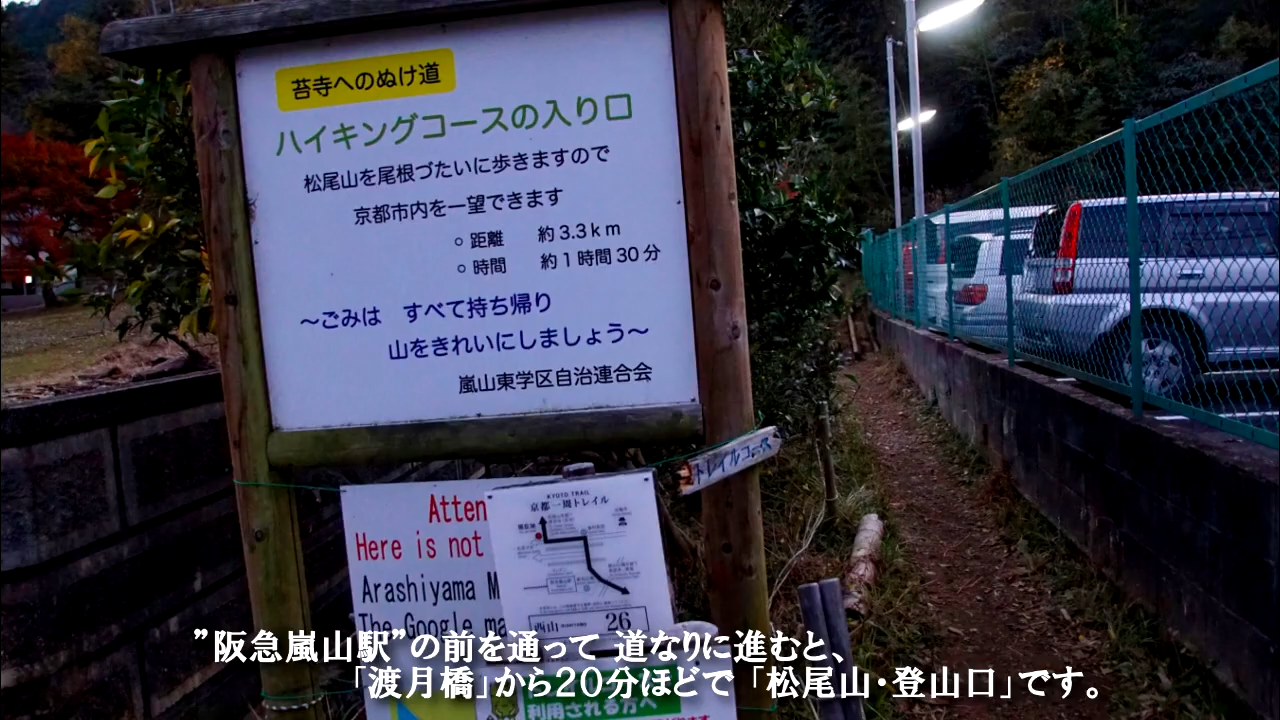 苔寺へのぬけ道
ハイキングコースの入り口
松尾山を尾根づたいに歩きますので
京都市内を一望できます
○ 距離 約3.3km
○ 時間 約1時間30分
～ごみは すべて持ち帰り
山をきれいにしましょう～
嵐山東学区自治連合会
トレイルコース
Atten
Here is not
Arashiyama M
The Google ma
KYOTO TRAIL
京都一周トレイル
西山
26
利用される方へ
”阪急嵐山駅”の前を通って 道なりに進むと、
「渡月橋」から20分ほどで「松尾山・登山口」です。